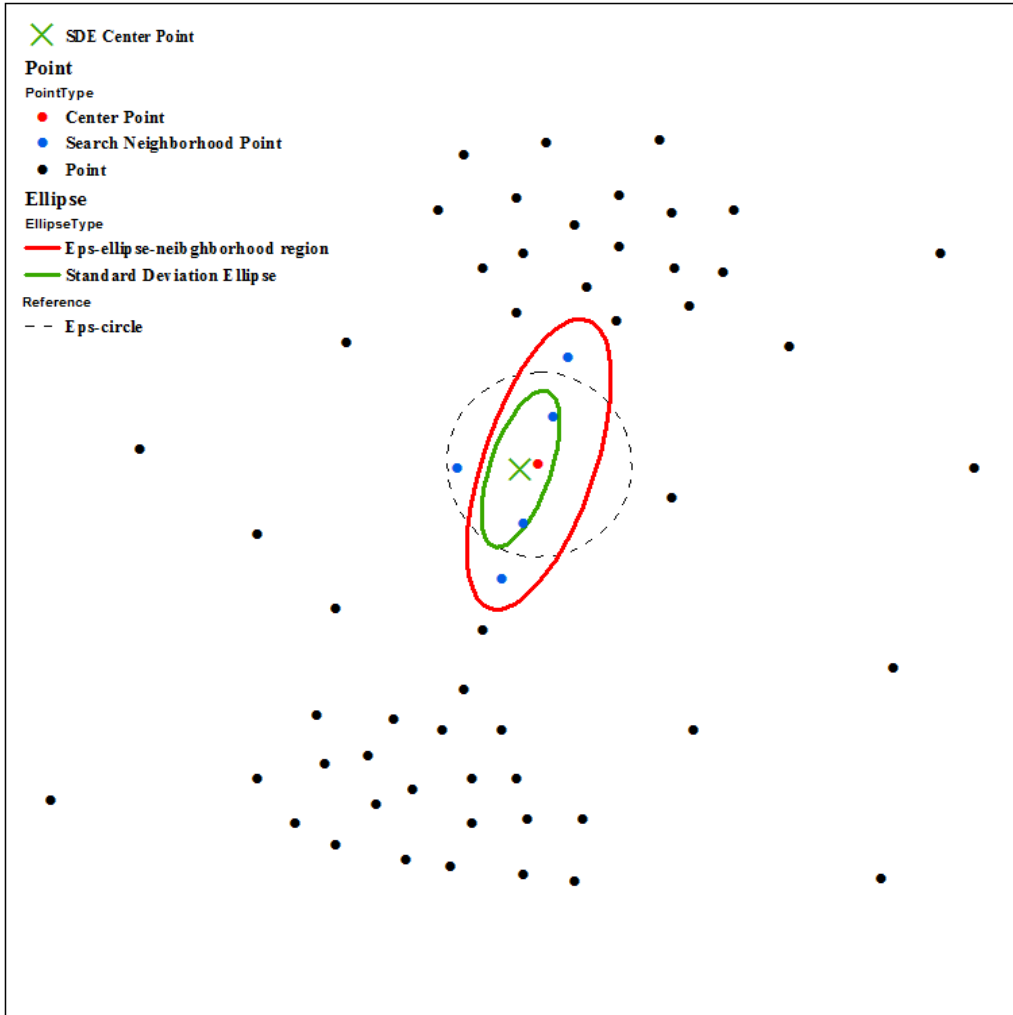 SDE Center Point
Point
PointType
Center Point
Search Neighborhood Point
Point
Ellipse
EllipseType
Eps-ellipse-neibghborhood region
Standard Deviation Ellipse
Reference
Eps-circle